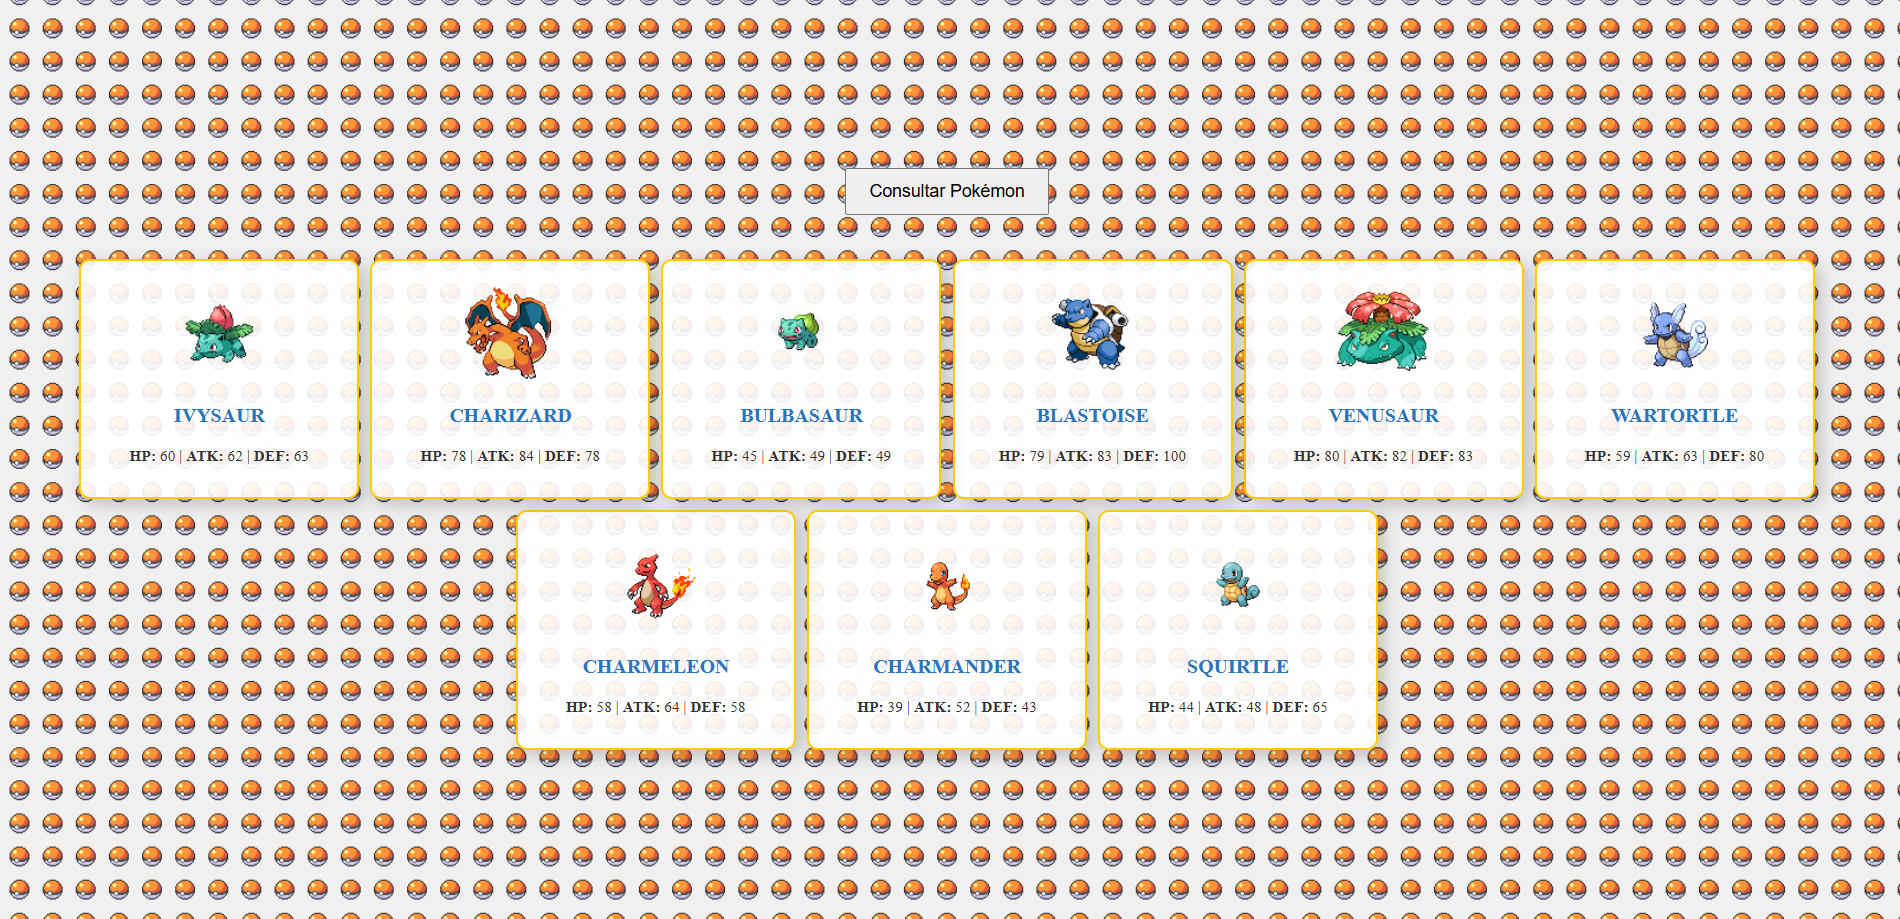 Consultar Pokémon
IVYSAUR
HP: 60 | ATK: 62 | DEF: 63
CHARIZARD
HP: 78 | ATK: 84 | DEF: 78
BULBASAUR
HP: 45 | ATK: 49 | DEF: 49
BLASTOISE
HP: 79 | ATK: 83 | DEF: 100
VENUSAUR
HP: 80 | ATK: 82 | DEF: 83
WARTORTLE
HP: 59 | ATK: 63 | DEF: 80
CHARMELEON
HP: 58 | ATK: 64 | DEF: 58
CHARMANDER
HP: 39 | ATK: 52 | DEF: 43
SQUIRTLE
HP: 44 | ATK: 48 | DEF: 65